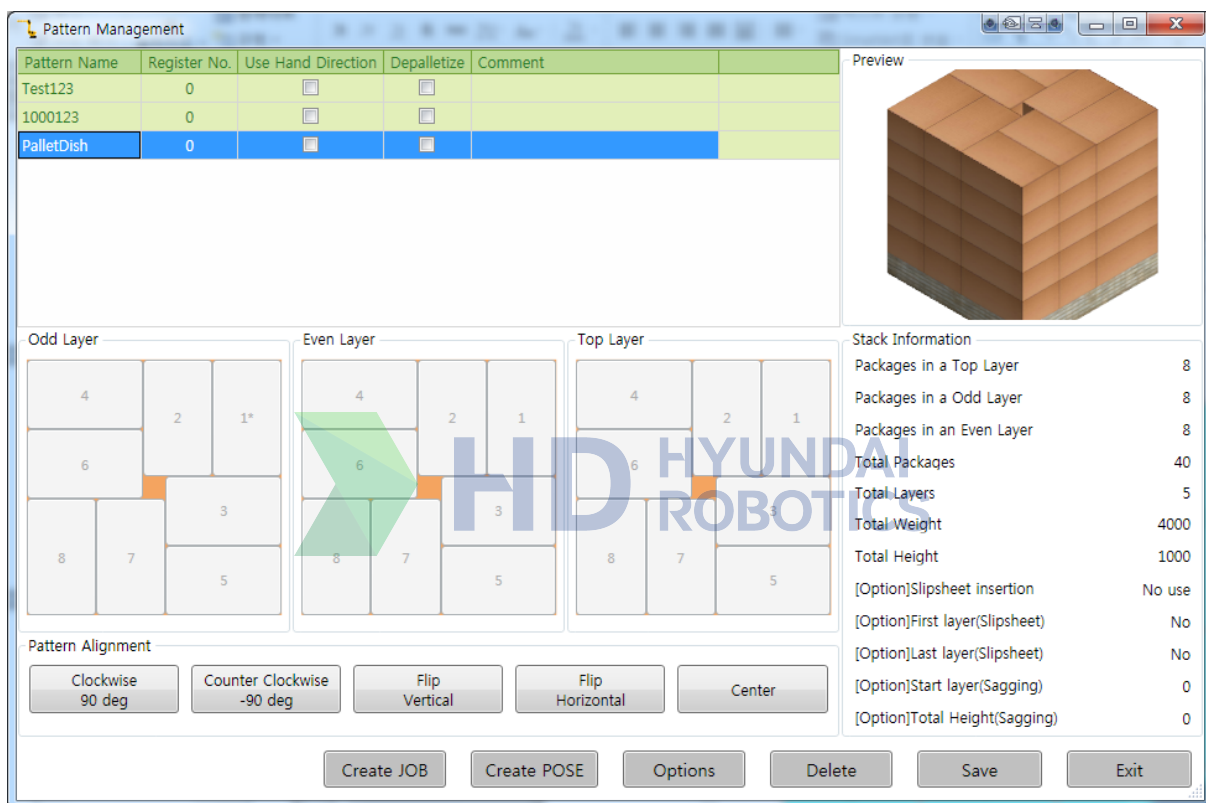 Pattern Management
Pattern Name Register No. Use Hand Direction Depalletize Comment
Test123 0
1000123 0
PalletDish 0
Preview
Odd Layer
4 2 1*
6
3
8 7
5
Even Layer
4 2 1
6
3
8 7
5
Top Layer
4 2 1
6
3
8 7
5
HD HYUNDAI
ROBOTICS
Stack Information
Packages in a Top Layer 8
Packages in a Odd Layer 8
Packages in an Even Layer 8
Total Packages 40
Total Layers 5
Total Weight 4000
Total Height 1000
[Option]Slipsheet insertion No use
[Option]First layer(Slipsheet) No
[Option]Last layer(Slipsheet) No
[Option]Start layer(Sagging) 0
[Option]Total Height(Sagging) 0
Pattern Alignment
Clockwise
90 deg
Counter Clockwise
-90 deg
Flip
Vertical
Flip
Horizontal
Center
Create JOB Create POSE Options Delete Save Exit